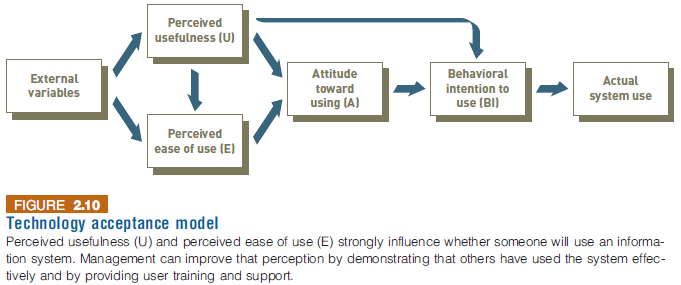 Perceived
usefulness (U)
External
variables
Perceived
ease of use (E)
Attitude
toward
using (A)
Behavioral
intention to
use (BI)
Actual
system use
FIGURE 2.10
Technology acceptance model
Perceived usefulness (U) and perceived ease of use (E) strongly influence whether someone will use an informa-
tion system. Management can improve that perception by demonstrating that others have used the system effec-
tively and by providing user training and support.